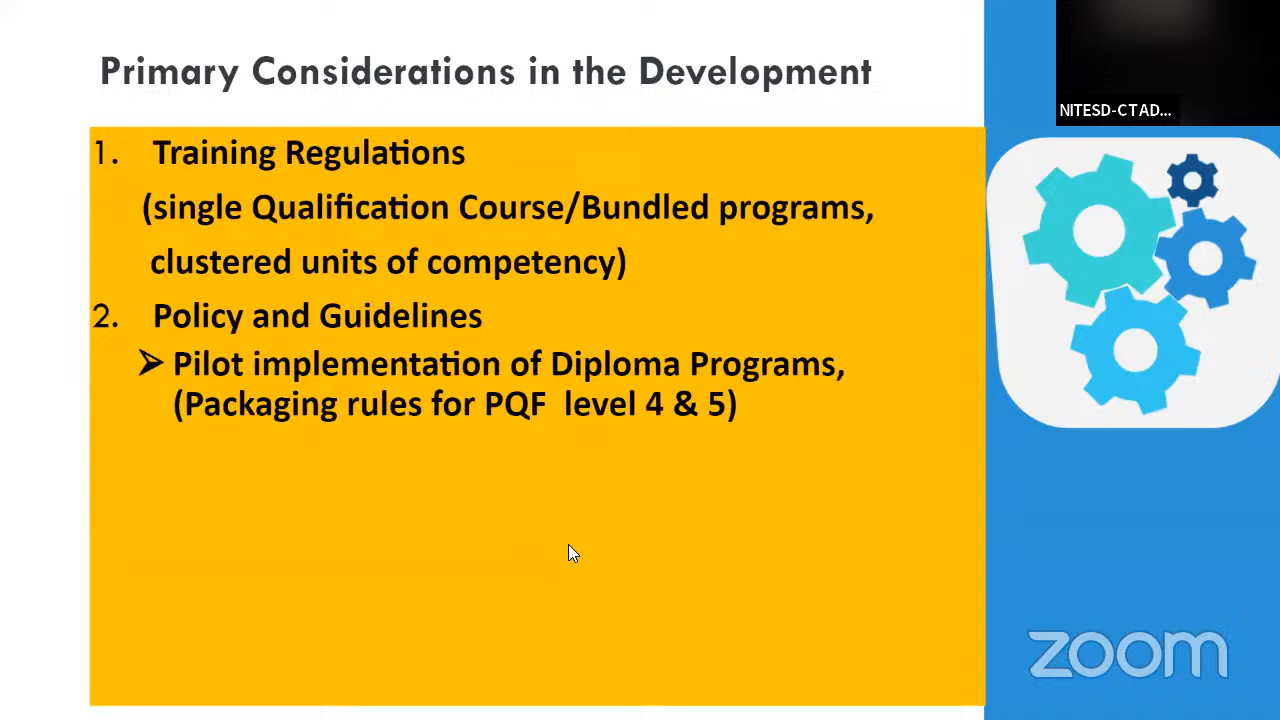 Primary Considerations in the Development
NITESD-CTAD...
1. Training Regulations
(single Qualification Course/Bundled programs,
clustered units of competency)
2. Policy and Guidelines
➢ Pilot implementation of Diploma Programs,
(Packaging rules for PQF level 4 & 5)
zoom